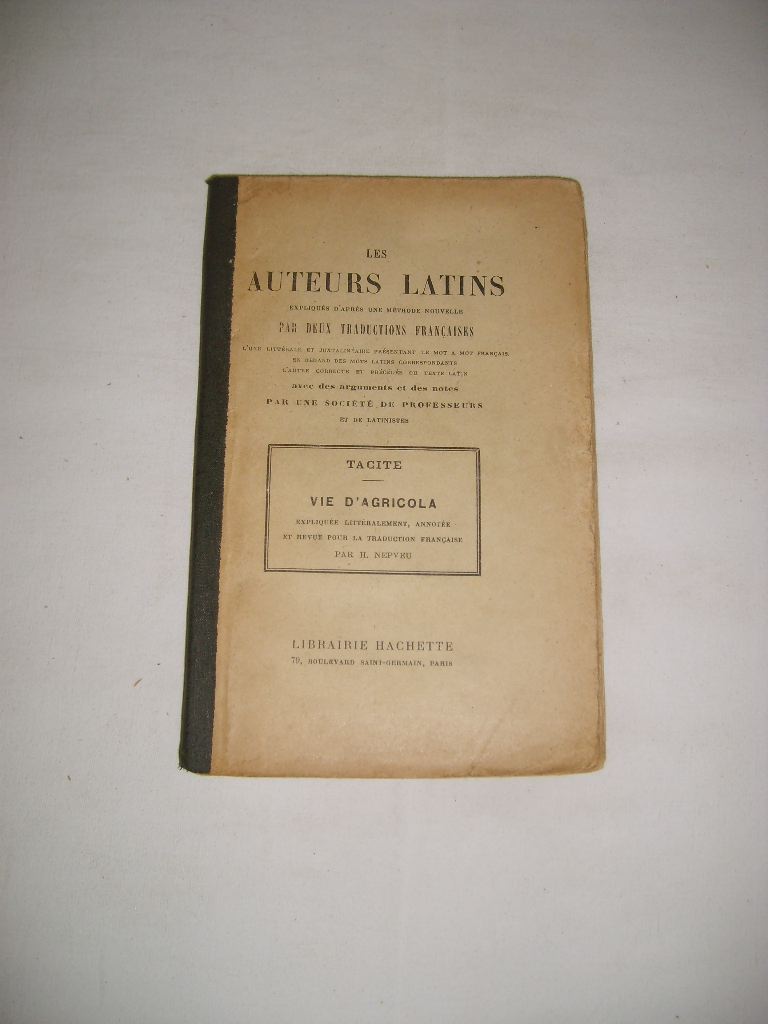 LES
AUTEURS LATINS
EXPLIQUÉS D'APRÈS UNE MÉTHODE NOUVELLE
PAR DEUX TRADUCTIONS FRANÇAISES
L'UNE LITTÉRALE ET JUXTALINÉAIRE PRÉSENTANT LE MOT A MOT FRANÇAIS
EN REGARD DES MOTS LATINS CORRESPONDANTS
L'AUTRE CORRECTE ET PRÉCÉDÉE DU TEXTE LATIN
avec des arguments et des notes
PAR UNE SOCIÉTÉ DE PROFESSEURS
ET DE LATINISTES
TACITE
VIE D'AGRICOLA
EXPLIQUÉE LITTÉRALEMENT, ANNOTÉE
ET REVUE POUR LA TRADUCTION FRANÇAISE
PAR H. NEPVEU
LIBRAIRIE HACHETTE
79, BOULEVARD SAINT-GERMAIN, PARIS